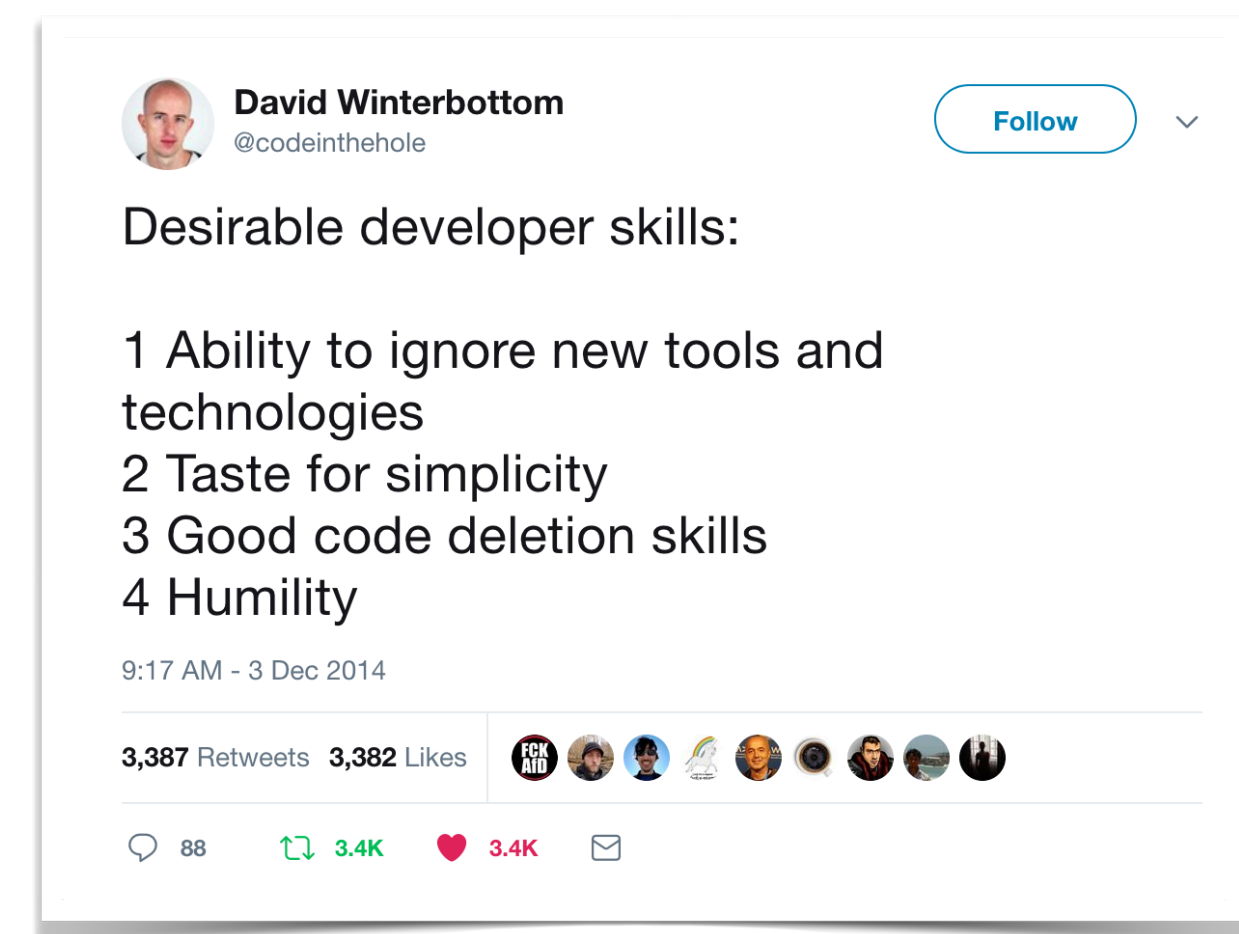 David Winterbottom
@codeinthehole
Follow
Desirable developer skills:
1 Ability to ignore new tools and
technologies
2 Taste for simplicity
3 Good code deletion skills
4 Humility
9:17 AM - 3 Dec 2014
3,387 Retweets 3,382 Likes
FCK
AfD
88 3.4K 3.4K